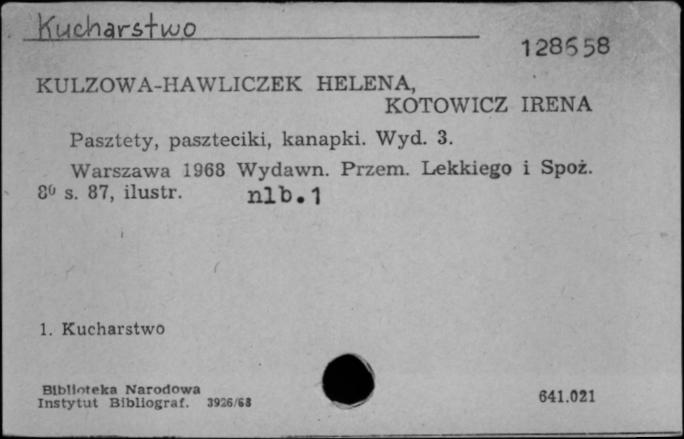 Kucharstwo
128658
KULZOWA-HAWLICZEK HELENA,
KOTOWICZ IRENA
Pasztety, paszteciki, kanapki. Wyd. 3.
Warszawa 1968 Wydawn. Przem. Lekkiego i Spoż.
8⁰ s. 87, ilustr. nlb.1
1. Kucharstwo
Biblioteka Narodowa
Instytut Bibliograf. 3926/68
641.021